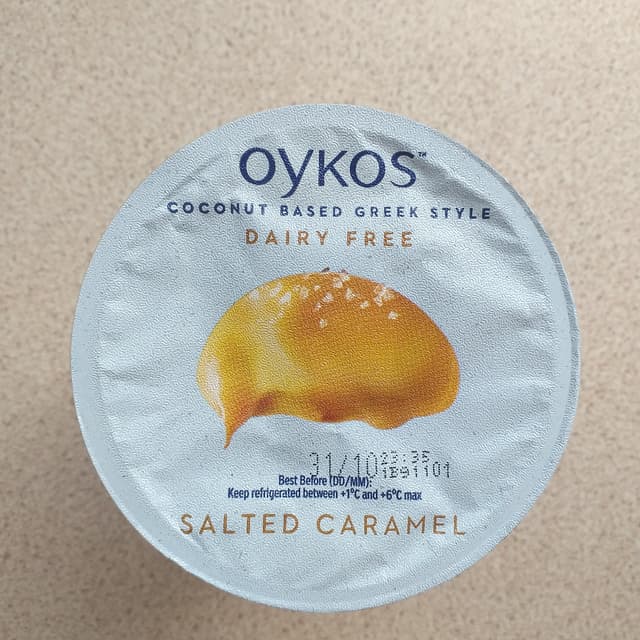 OYKOS™
COCONUT BASED GREEK STYLE
DAIRY FREE
31/10 23:35
1E91101
Best Before (DD/MM):
Keep refrigerated between +1°C and +6°C max
SALTED CARAMEL